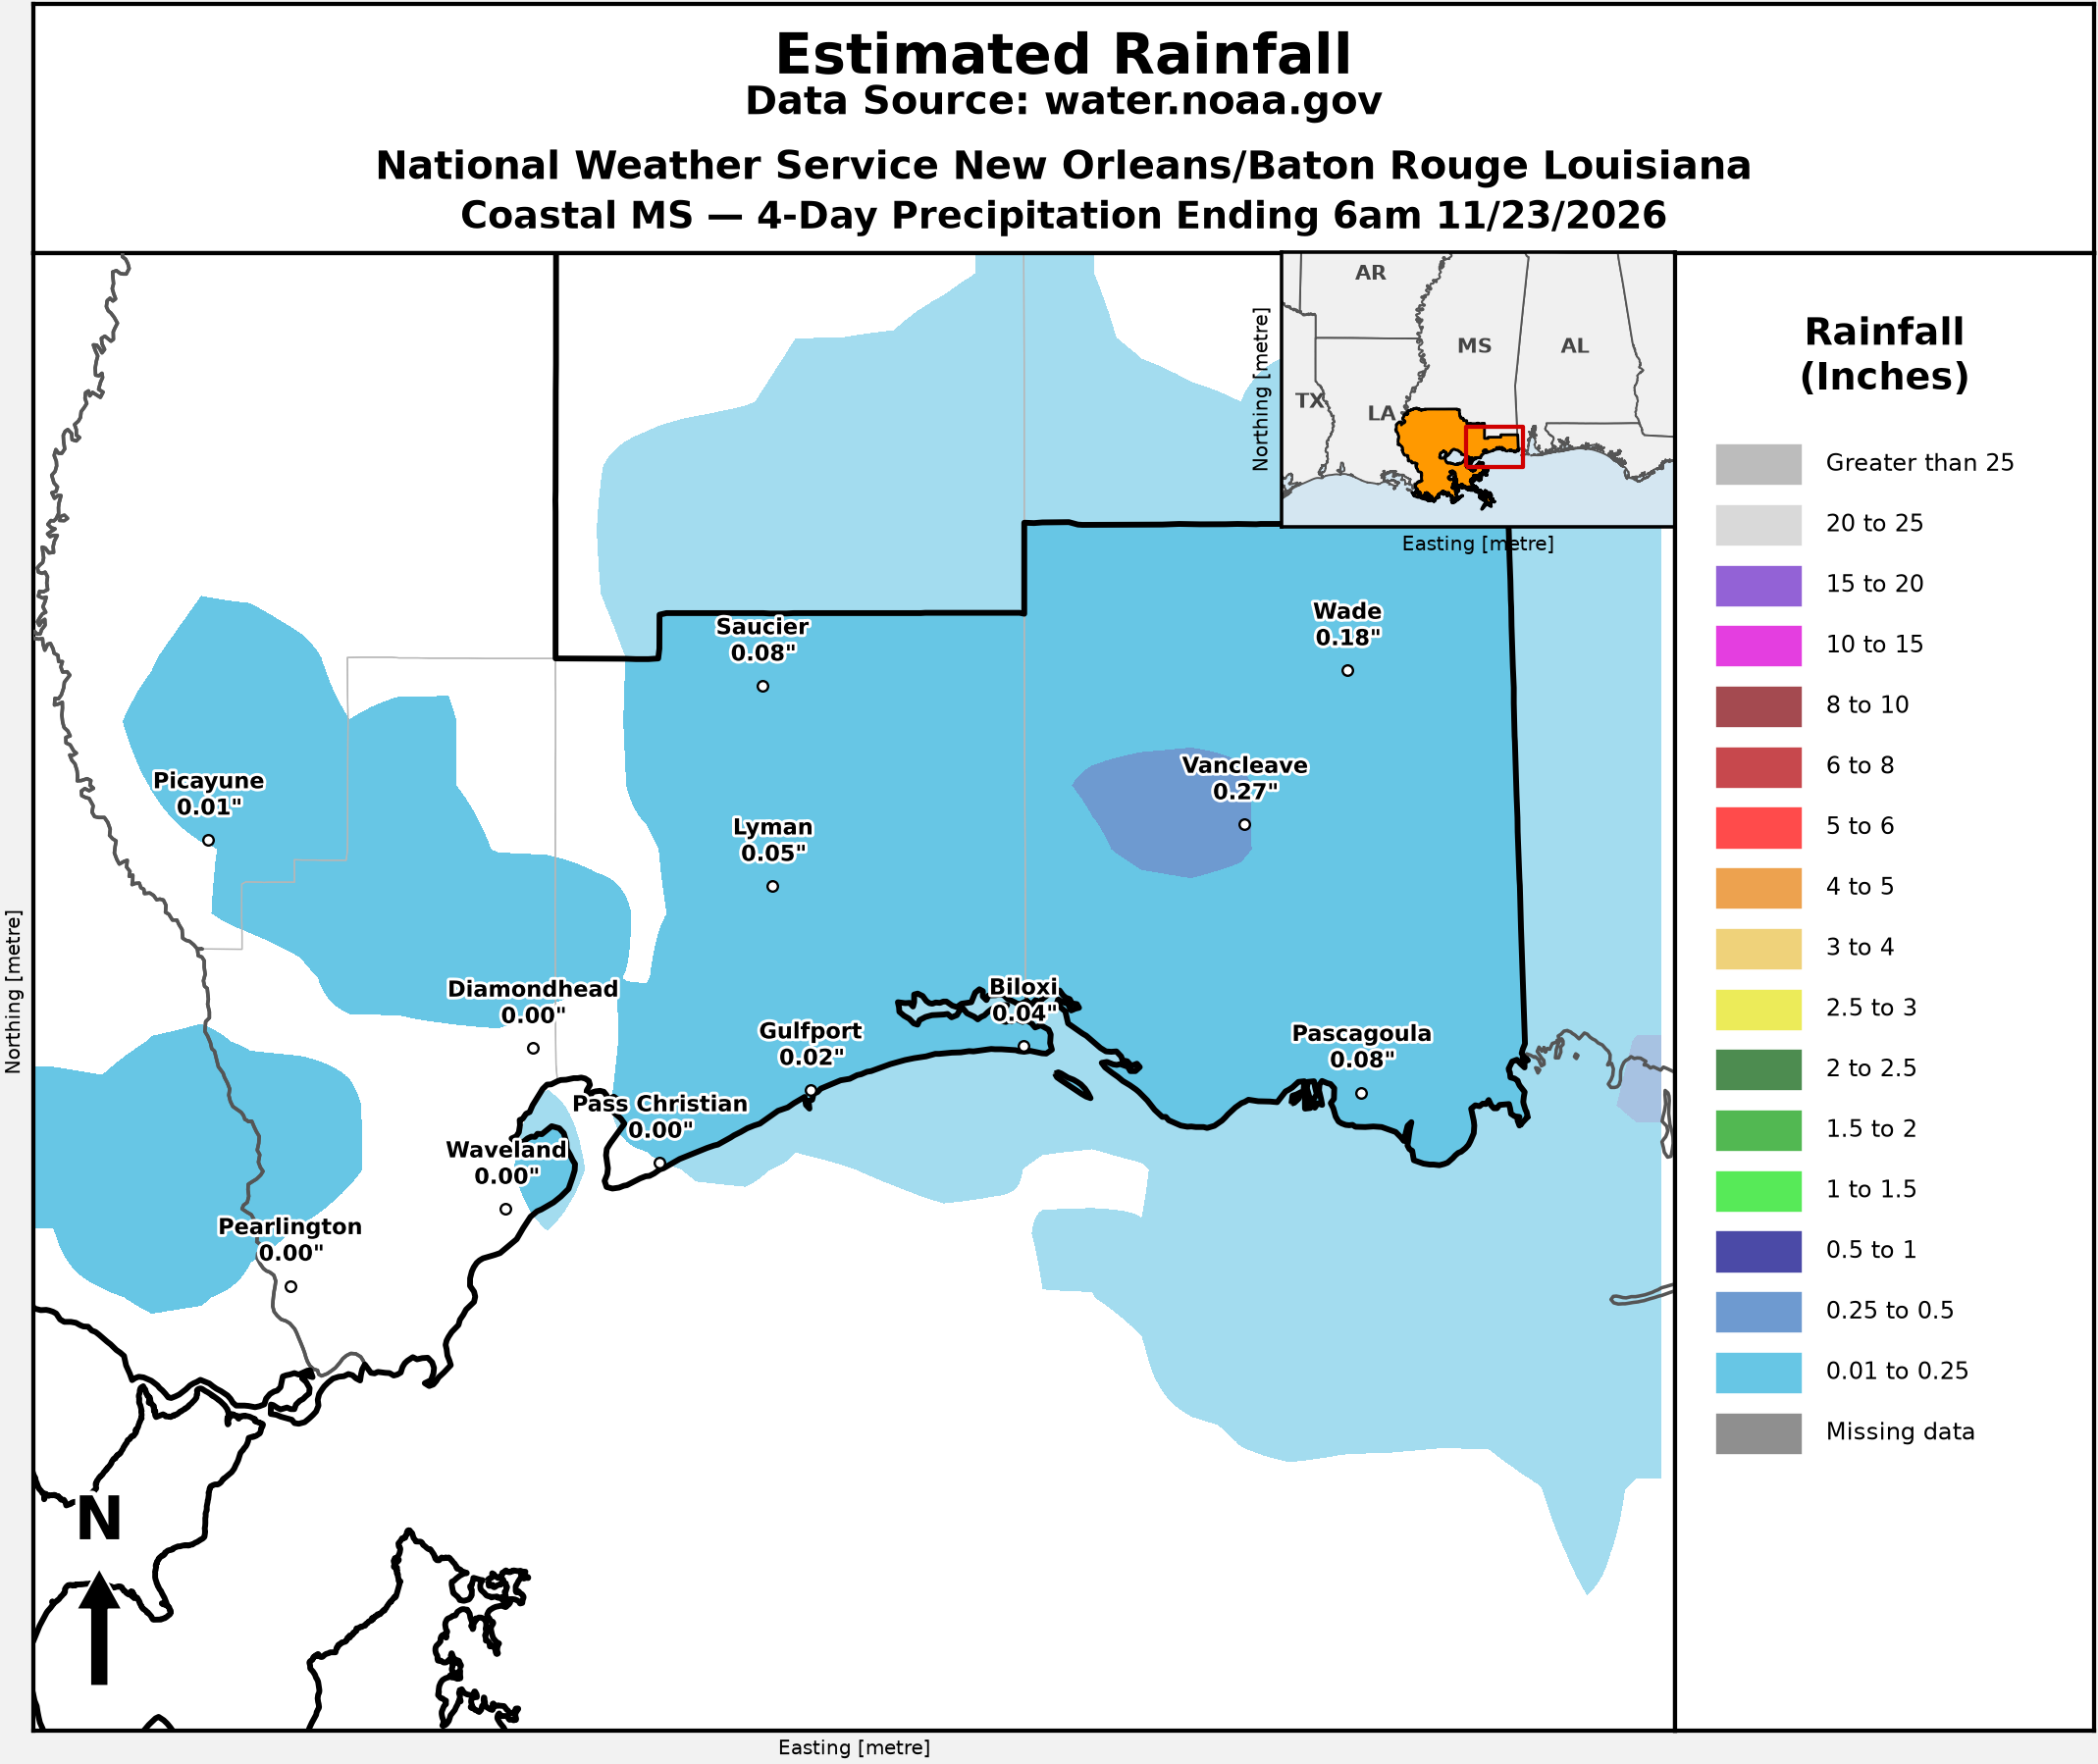 Estimated Rainfall
Data Source: water.noaa.gov
National Weather Service New Orleans/Baton Rouge Louisiana
Coastal MS — 4-Day Precipitation Ending 6am 11/23/2026
AR
MS
AL
TX
LA
Northing [metre]
Easting [metre]
Saucier
0.08"
Wade
0.18"
Picayune
0.01"
Vancleave
0.27"
Lyman
0.05"
Diamondhead
0.00"
Biloxi
0.04"
Gulfport
0.02"
Pascagoula
0.08"
Pass Christian
0.00"
Waveland
0.00"
Pearlington
0.00"
N
Northing [metre]
Easting [metre]
Rainfall
(Inches)
Greater than 25
20 to 25
15 to 20
10 to 15
8 to 10
6 to 8
5 to 6
4 to 5
3 to 4
2.5 to 3
2 to 2.5
1.5 to 2
1 to 1.5
0.5 to 1
0.25 to 0.5
0.01 to 0.25
Missing data